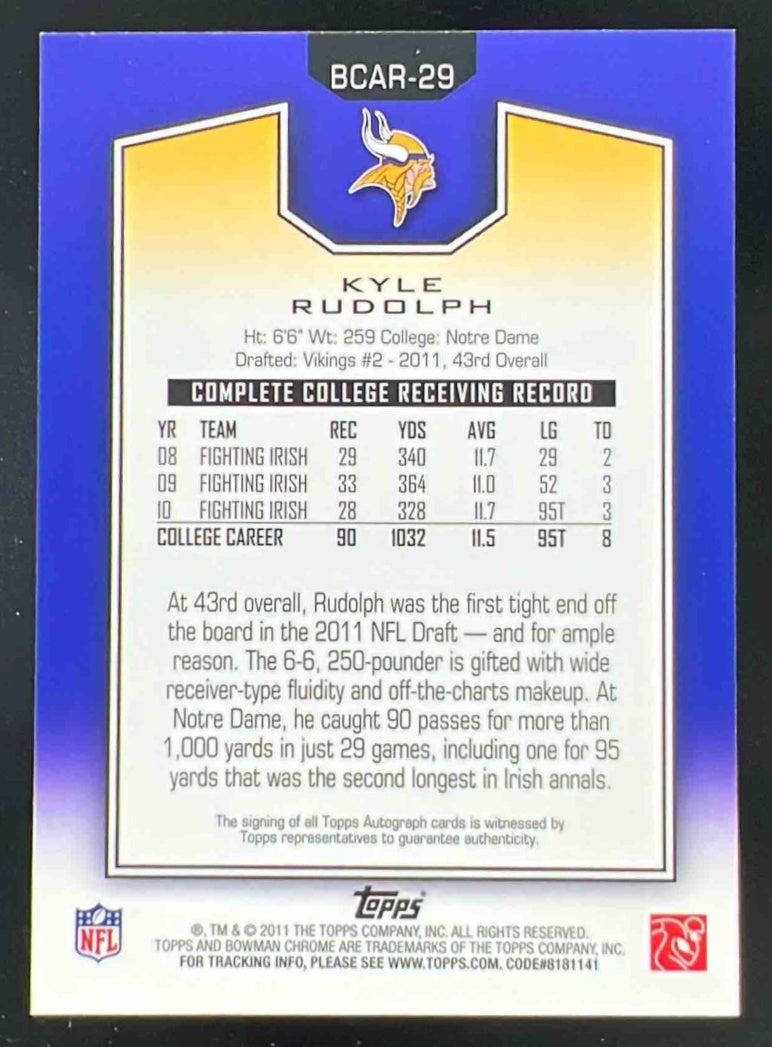 BCAR-29
KYLE
RUDOLPH
Ht: 6'6" Wt: 259 College: Notre Dame
Drafted: Vikings #2 - 2011, 43rd Overall
COMPLETE COLLEGE RECEIVING RECORD
YR TEAM REC YDS AVG LG TD
08 FIGHTING IRISH 29 340 11.7 29 2
09 FIGHTING IRISH 33 364 11.0 52 3
10 FIGHTING IRISH 28 328 11.7 95T 3
COLLEGE CAREER 90 1032 11.5 95T 8
At 43rd overall, Rudolph was the first tight end off
the board in the 2011 NFL Draft — and for ample
reason. The 6-6, 250-pounder is gifted with wide
receiver-type fluidity and off-the-charts makeup. At
Notre Dame, he caught 90 passes for more than
1,000 yards in just 29 games, including one for 95
yards that was the second longest in Irish annals.
The signing of all Topps Autograph cards is witnessed by
Topps representatives to guarantee authenticity.
topps
NFL
®, TM & © 2011 THE TOPPS COMPANY, INC. ALL RIGHTS RESERVED.
TOPPS AND BOWMAN CHROME ARE TRADEMARKS OF THE TOPPS COMPANY, INC.
FOR TRACKING INFO, PLEASE SEE WWW.TOPPS.COM. CODE#8181141